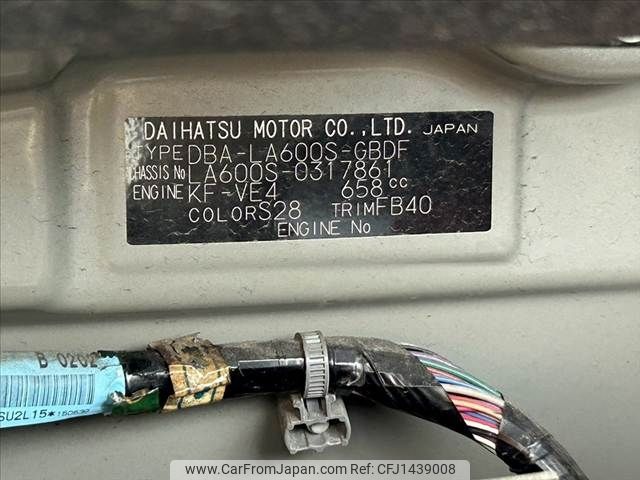 DAIHATSU MOTOR CO.,LTD. JAPAN
TYPE DBA-LA600S-GBDF
CHASSIS No LA600S-0317861
ENGINE KF-VE4 658 cc
COLOR S28 TRIM FB40
ENGINE No
B 0202
SU2L15*150630
www.CarFromJapan.com | CFJ1439008